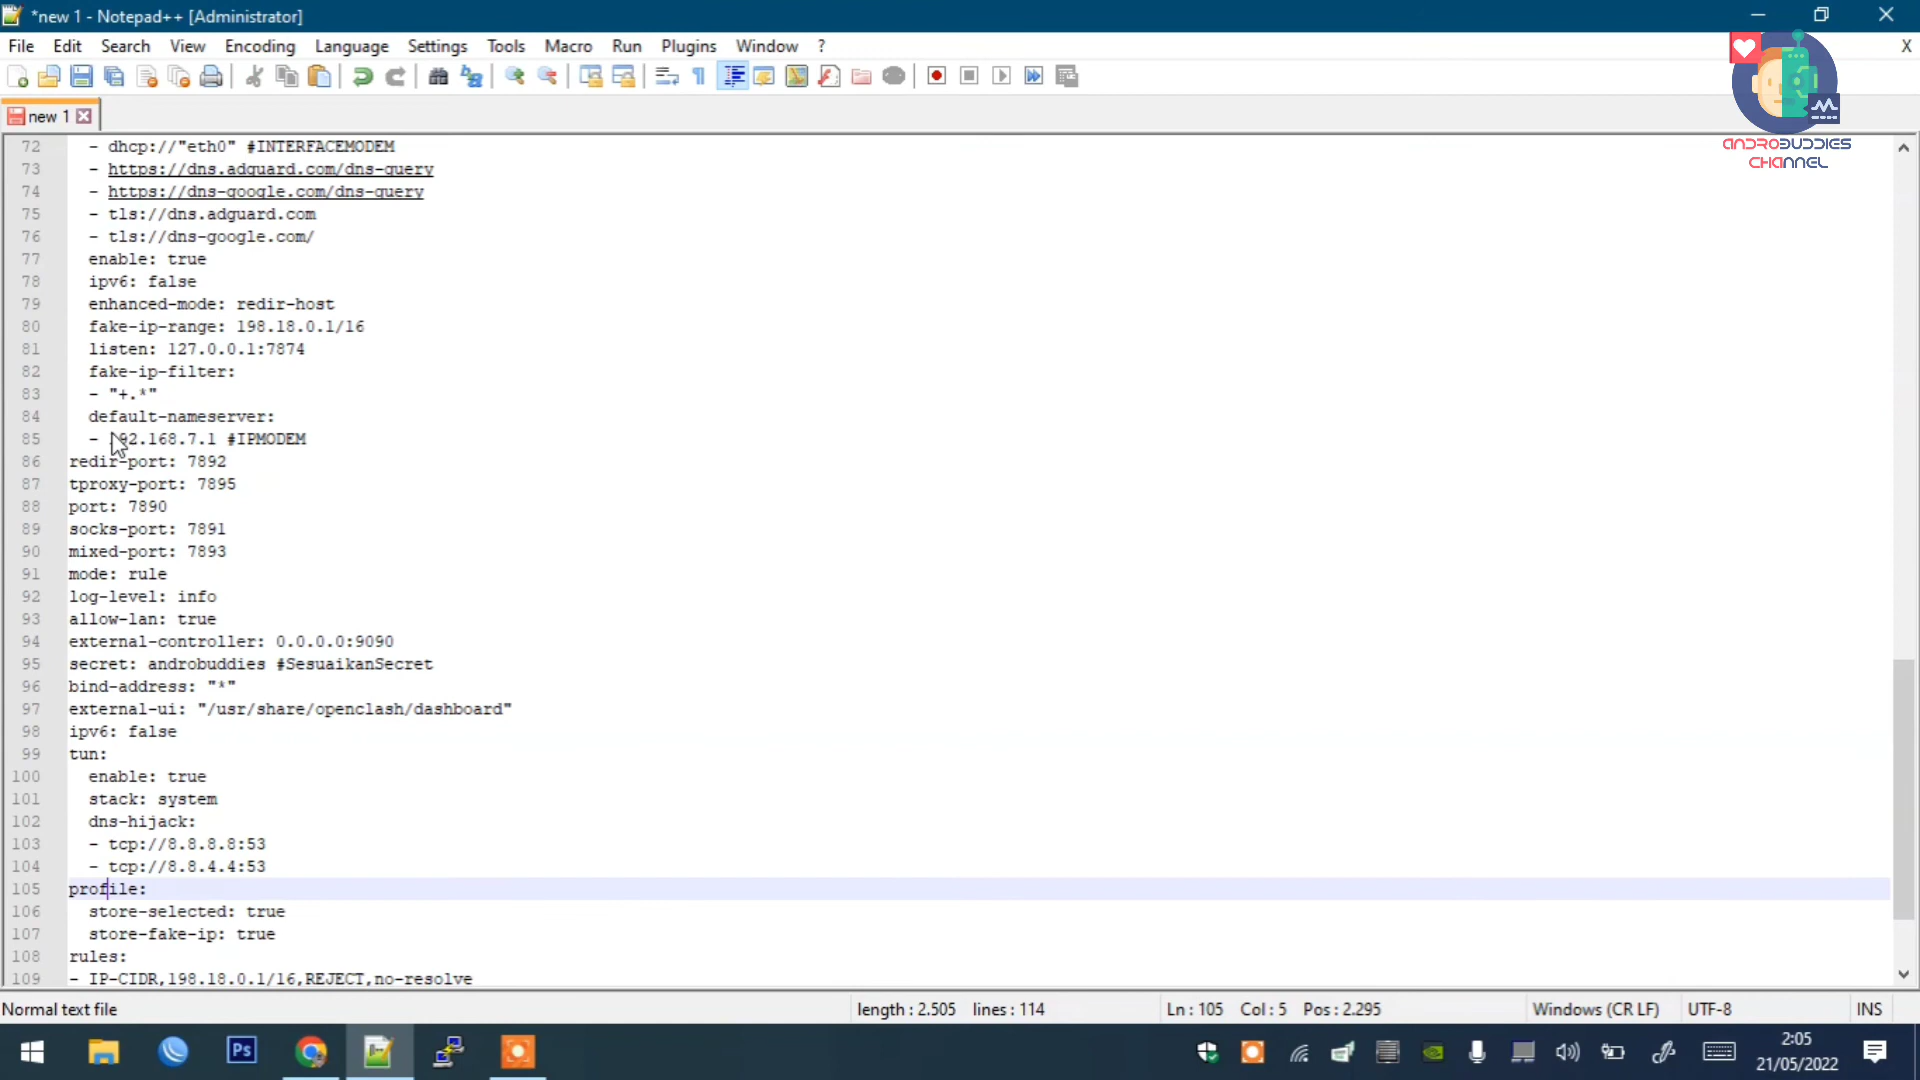 *new 1 - Notepad++ [Administrator]
File Edit Search View Encoding Language Settings Tools Macro Run Plugins Window ? X
new 1
72 - dhcp://"eth0" #INTERFACEMODEM
73 - https://dns.adguard.com/dns-query
74 - https://dns-google.com/dns-query
75 - tls://dns.adguard.com
76 - tls://dns-google.com/
77 enable: true
78 ipv6: false
79 enhanced-mode: redir-host
80 fake-ip-range: 198.18.0.1/16
81 listen: 127.0.0.1:7874
82 fake-ip-filter:
83 - "+.*"
84 default-nameserver:
85 - 192.168.7.1 #IPMODEM
86 redir-port: 7892
87 tproxy-port: 7895
88 port: 7890
89 socks-port: 7891
90 mixed-port: 7893
91 mode: rule
92 log-level: info
93 allow-lan: true
94 external-controller: 0.0.0.0:9090
95 secret: androbuddies #SesuaikanSecret
96 bind-address: "*"
97 external-ui: "/usr/share/openclash/dashboard"
98 ipv6: false
99 tun:
100 enable: true
101 stack: system
102 dns-hijack:
103 - tcp://8.8.8.8:53
104 - tcp://8.8.4.4:53
105 profile:
106 store-selected: true
107 store-fake-ip: true
108 rules:
109 - IP-CIDR,198.18.0.1/16,REJECT,no-resolve
ANDROBUDDIES
CHANNEL
Normal text file length : 2.505 lines : 114 Ln : 105 Col : 5 Pos : 2.295 Windows (CR LF) UTF-8 INS
Ps
2:05
21/05/2022